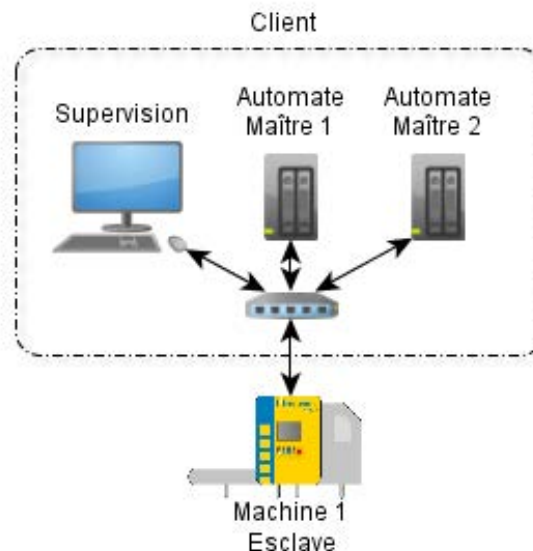 Client
Supervision
Automate
Maître 1
Automate
Maître 2
Machine 1
Esclave